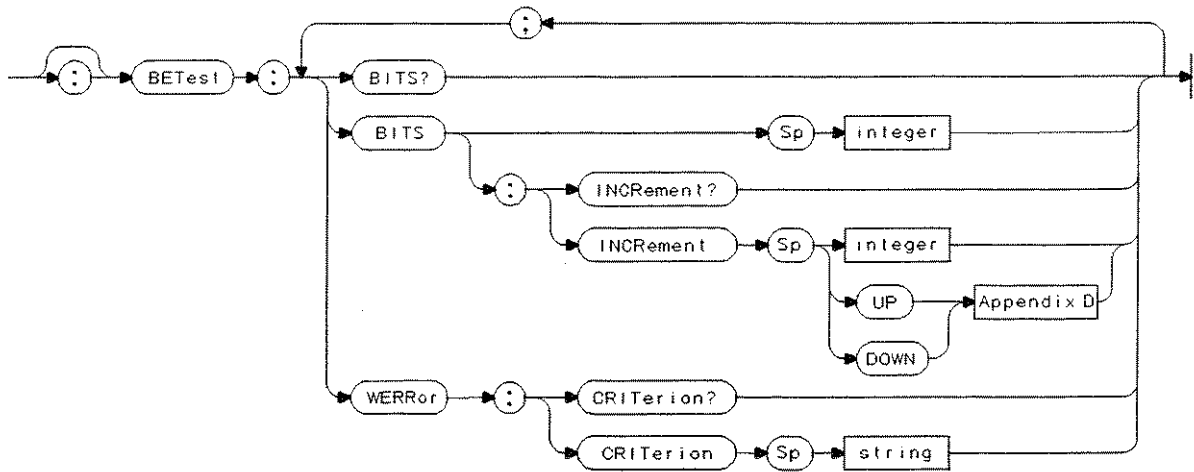 ;
: BETest : BITS?
BITS Sp integer
: INCRement?
INCRement Sp integer
UP Appendix D
DOWN
WERRor : CRITerion?
CRITerion Sp string